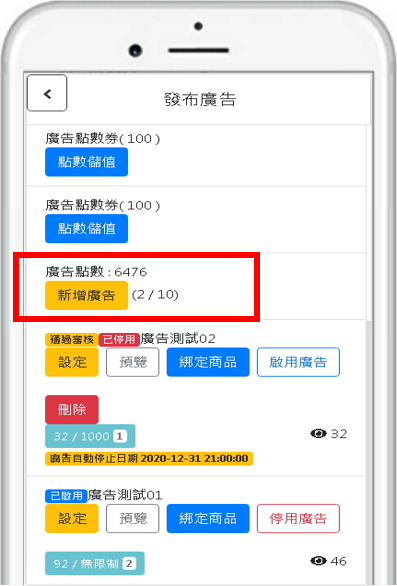 發布廣告
廣告點數券(100)
點數儲值
廣告點數券(100)
點數儲值
廣告點數:6476
新增廣告 (2/10)
通過審核 已停用 廣告測試02
設定 預覽 綁定商品 啟用廣告
刪除
32 / 1000 1 32
廣告自動停止日期 2020-12-31 21:00:00
已啟用 廣告測試01
設定 預覽 綁定商品 停用廣告
92 / 無限制 2 46